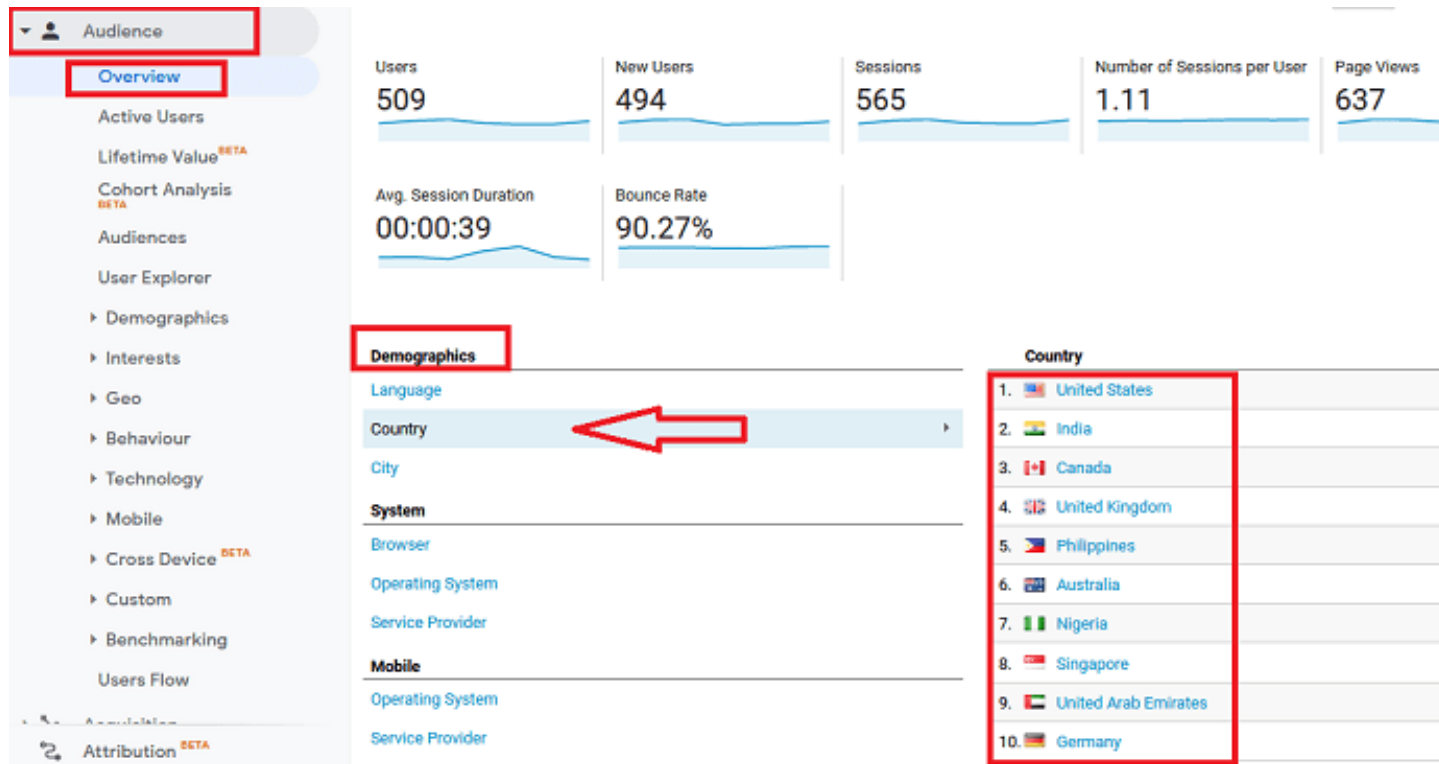 Audience
Overview
Active Users
Lifetime Value BETA
Cohort Analysis
BETA
Audiences
User Explorer
Demographics
Interests
Geo
Behaviour
Technology
Mobile
Cross Device BETA
Custom
Benchmarking
Users Flow
Acquisition
Attribution BETA
Users
509
New Users
494
Sessions
565
Number of Sessions per User
1.11
Page Views
637
Avg. Session Duration
00:00:39
Bounce Rate
90.27%
Demographics
Language
Country
City
System
Browser
Operating System
Service Provider
Mobile
Operating System
Service Provider
Country
1. United States
2. India
3. Canada
4. United Kingdom
5. Philippines
6. Australia
7. Nigeria
8. Singapore
9. United Arab Emirates
10. Germany